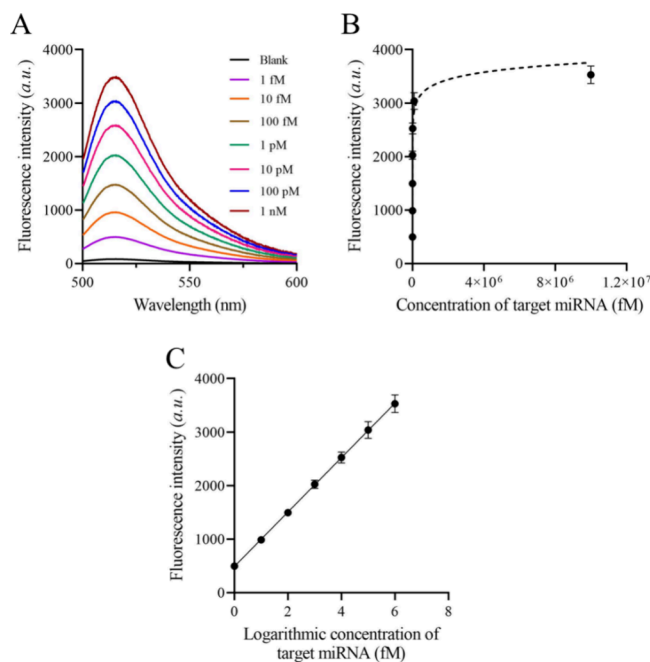 A
Fluorescence intensity (a.u.)
4000
3000
2000
1000
0
500
550
600
Wavelength (nm)
Blank
1 fM
10 fM
100 fM
1 pM
10 pM
100 pM
1 nM
B
Fluorescence intensity (a.u.)
4000
3000
2000
1000
0
0
4×10⁶
8×10⁶
1.2×10⁷
Concentration of target miRNA (fM)
C
Fluorescence intensity (a.u.)
4000
3000
2000
1000
0
0
2
4
6
8
Logarithmic concentration of
target miRNA (fM)